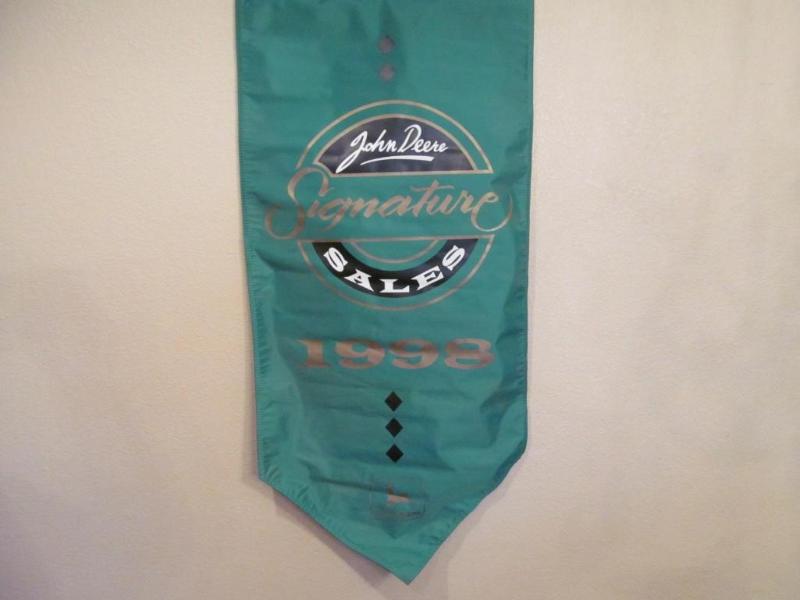 John Deere
Signature
SALES
1998